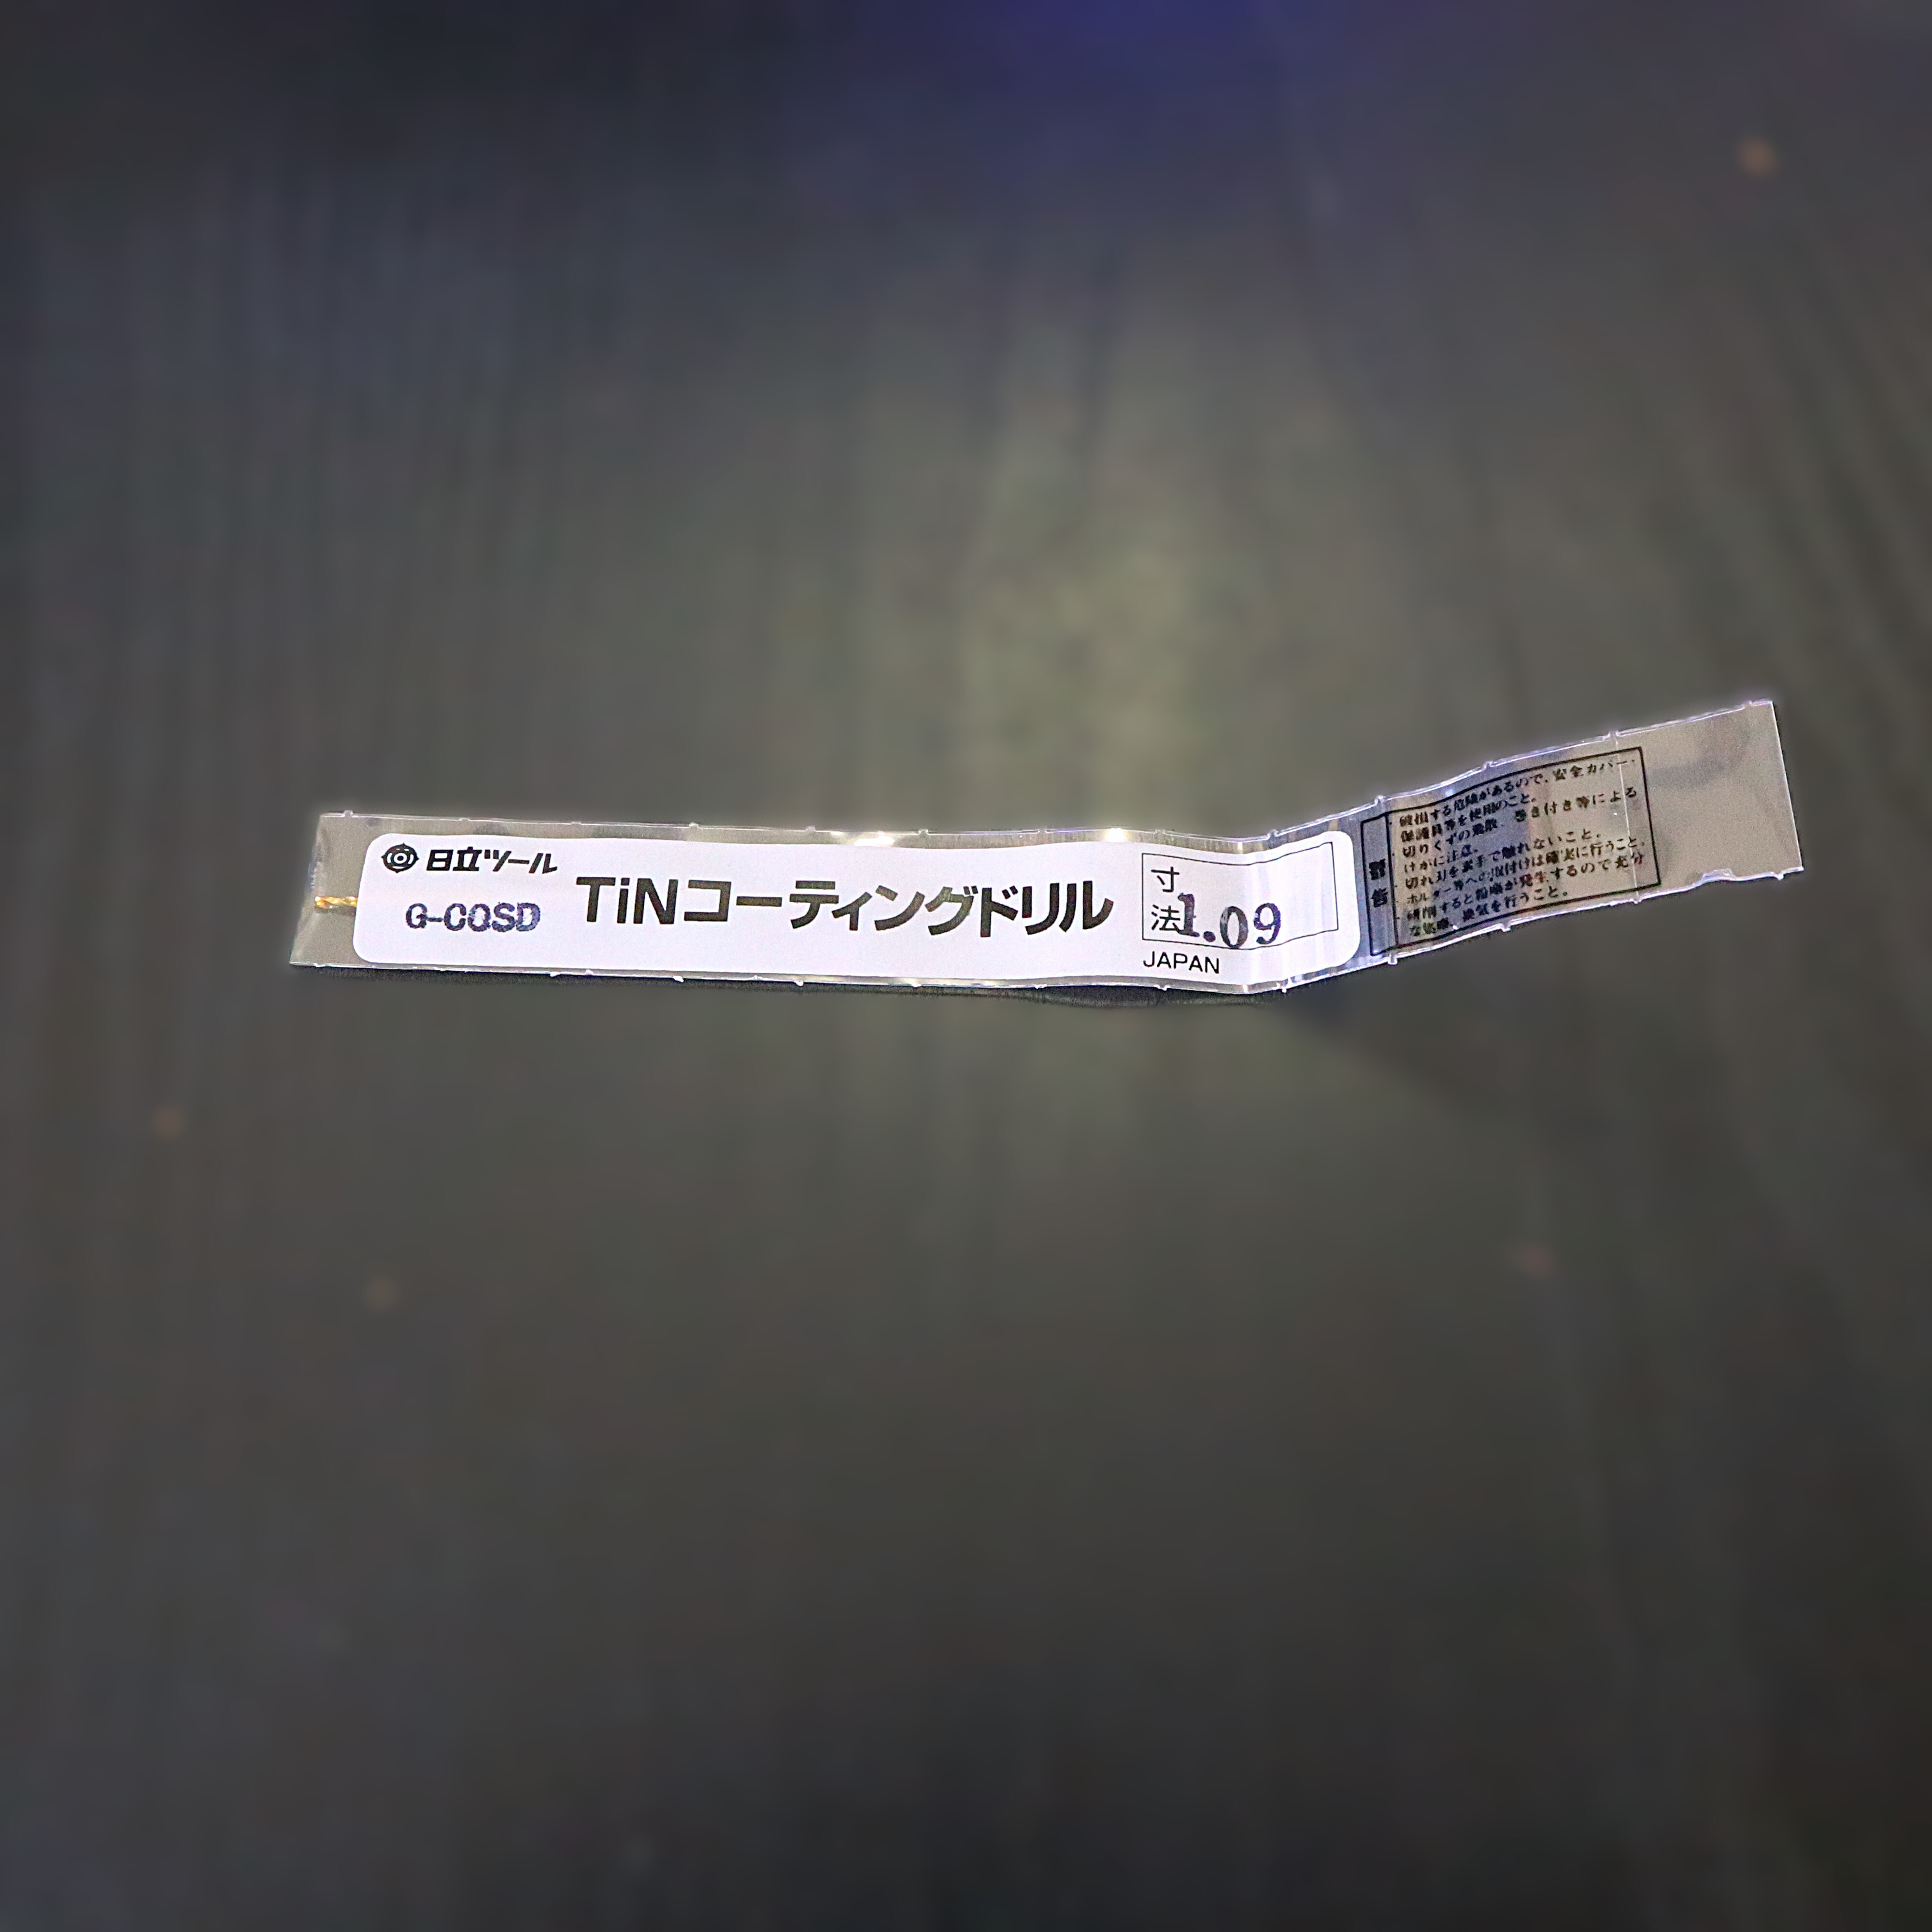 日立ツール
G-COSD
TiNコーティングドリル
寸法 1.09
JAPAN
警告
・破損する危険があるので、安全カバー・
保護具等を使用のこと。
・切りくずの飛散、巻き付き等による
けがに注意。
・切れ刃を素手で触れないこと。
・ホルダー等への取付けは確実に行うこと。
・研削すると粉塵が発生するので充分
な集塵、換気を行うこと。